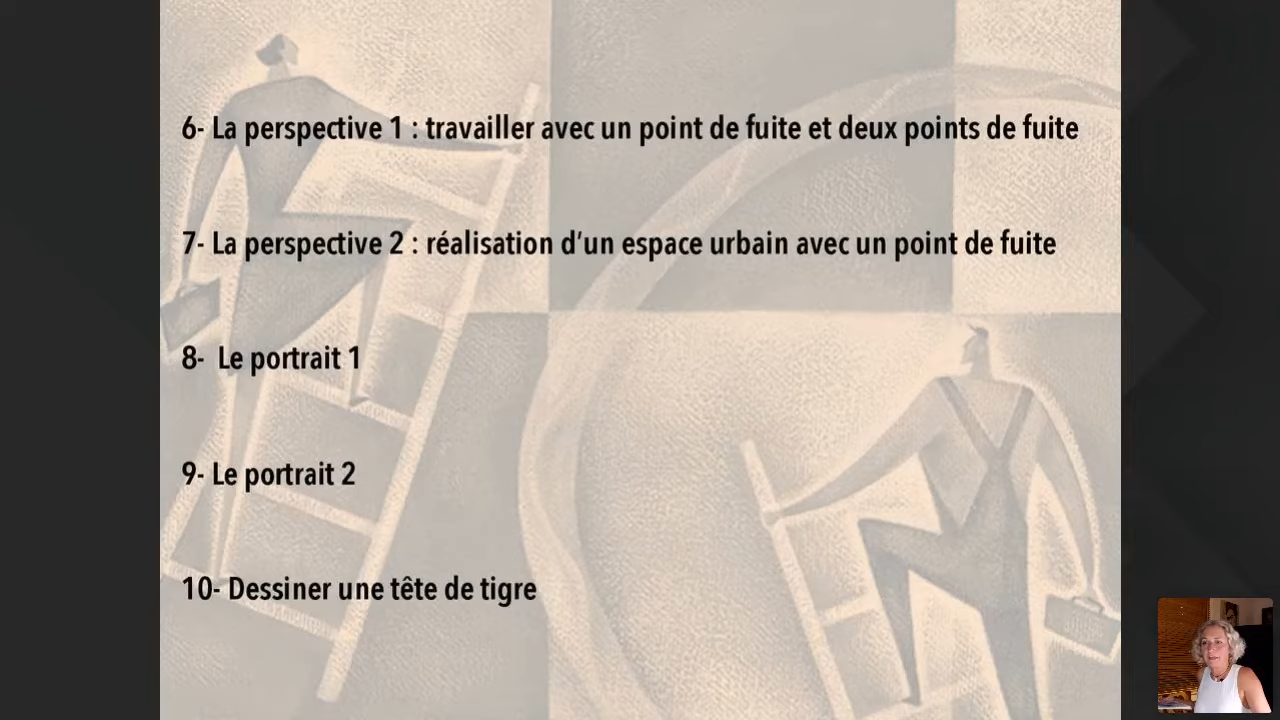 6- La perspective 1 : travailler avec un point de fuite et deux points de fuite
7- La perspective 2 : réalisation d’un espace urbain avec un point de fuite
8-  Le portrait 1
9- Le portrait 2
10- Dessiner une tête de tigre